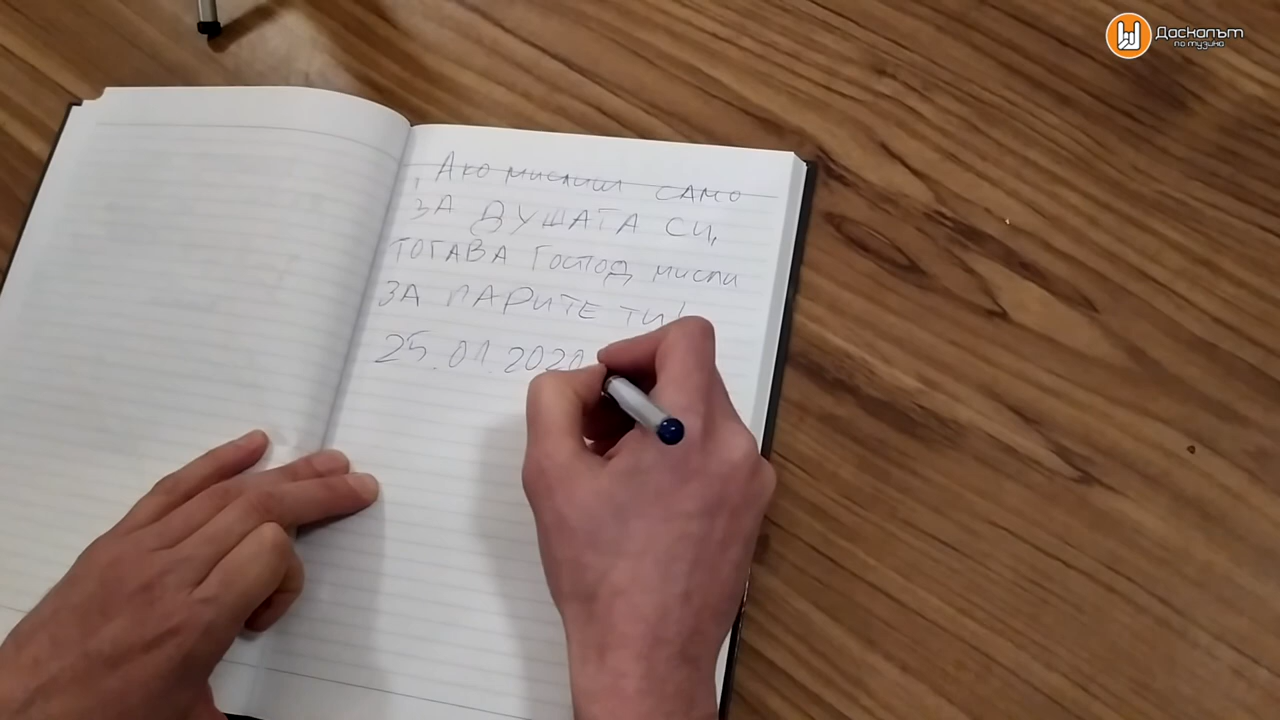 Даскалът
по музика
„Ако мислиш само
за душата си,
тогава Господ мисли
за парите ти!
25.01.2020